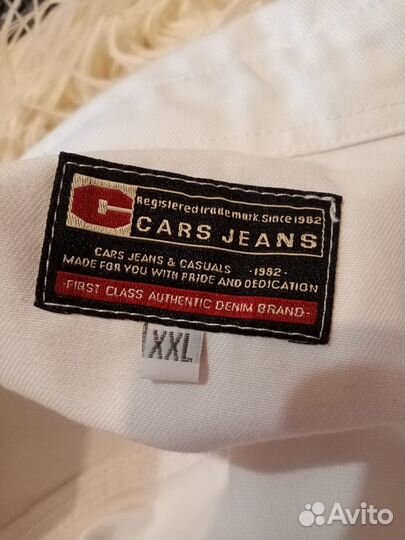 C
Registered trademark Since 1982
CARS JEANS
CARS JEANS & CASUALS -1982-
MADE FOR YOU WITH PRIDE AND DEDICATION
-FIRST CLASS AUTHENTIC DENIM BRAND-
XXL
Avito